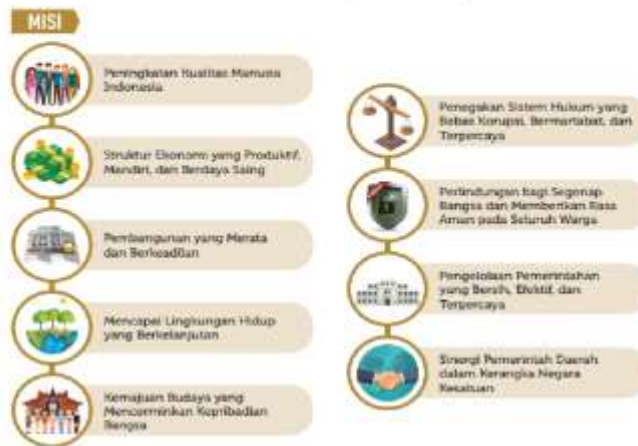 MISI
Peningkatan Kualitas Manusia
Indonesia
Struktur Ekonomi yang Produktif,
Mandiri, dan Berdaya Saing
Pembangunan yang Merata
dan Berkeadilan
Mencapai Lingkungan Hidup
yang Berkelanjutan
Kemajuan Budaya yang
Mencerminkan Kepribadian
Bangsa
Penegakan Sistem Hukum yang
Bebas Korupsi, Bermartabat, dan
Terpercaya
Perlindungan bagi Segenap
Bangsa dan Memberikan Rasa
Aman pada Seluruh Warga
Pengelolaan Pemerintahan
yang Bersih, Efektif, dan
Terpercaya
Sinergi Pemerintah Daerah
dalam Kerangka Negara
Kesatuan